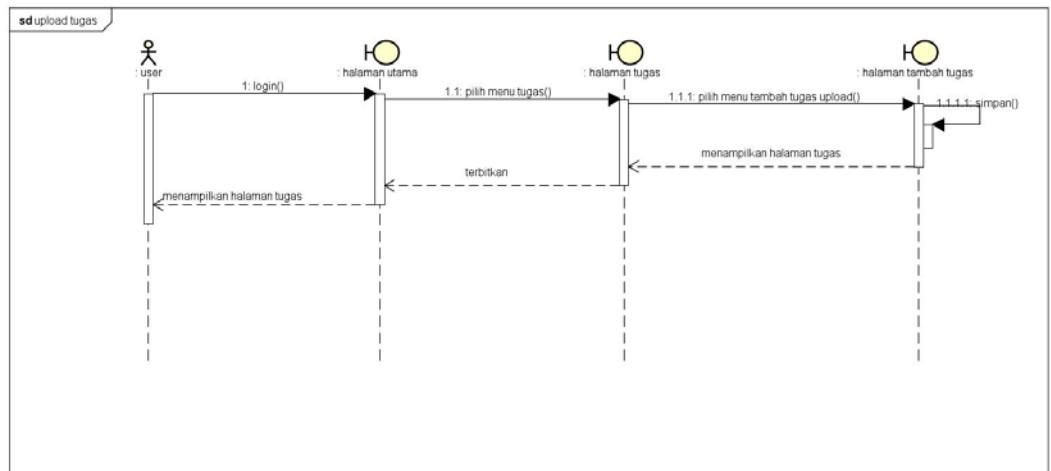 sd upload tugas
: user
: halaman utama
: halaman tugas
: halaman tambah tugas
1: login()
1.1: pilih menu tugas()
1.1.1: pilih menu tambah tugas upload()
1.1.1.1: simpan()
menampilkan halaman tugas
terbitkan
menampilkan halaman tugas